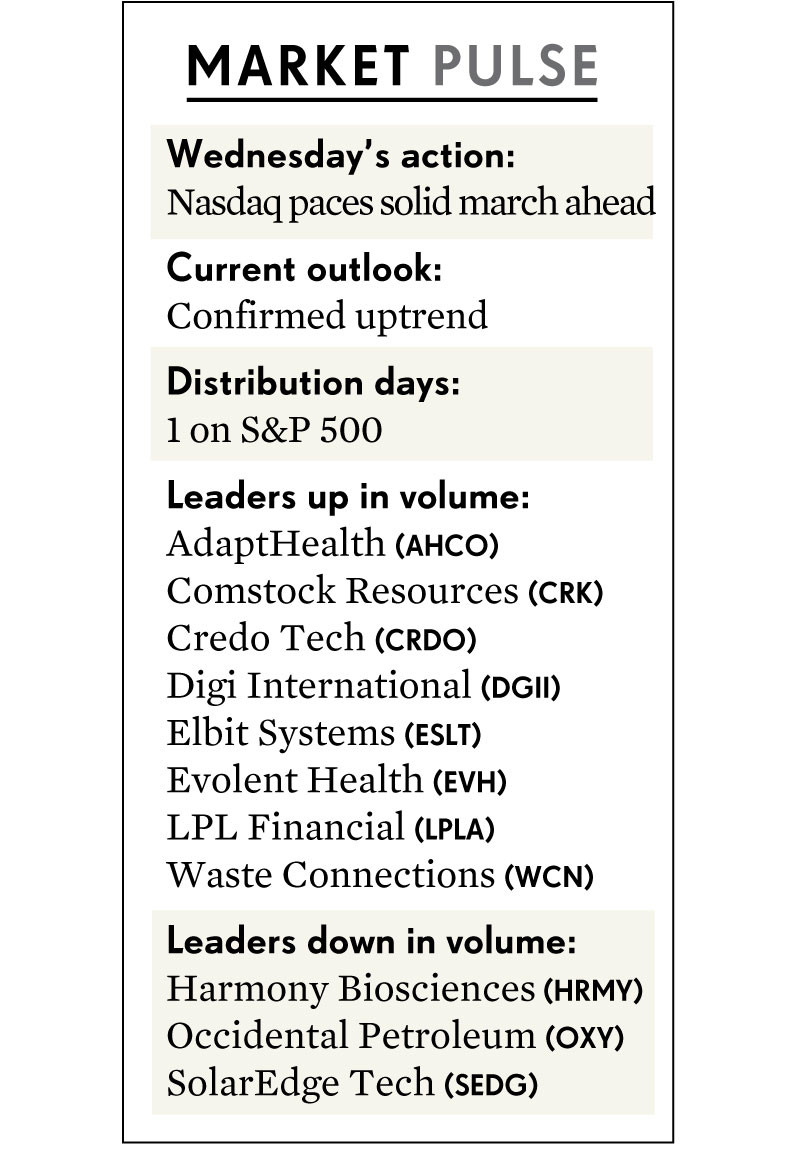 MARKET PULSE
Wednesday’s action:
Nasdaq paces solid march ahead
Current outlook:
Confirmed uptrend
Distribution days:
1 on S&P 500
Leaders up in volume:
AdaptHealth (AHCO)
Comstock Resources (CRK)
Credo Tech (CRDO)
Digi International (DGII)
Elbit Systems (ESLT)
Evolent Health (EVH)
LPL Financial (LPLA)
Waste Connections (WCN)
Leaders down in volume:
Harmony Biosciences (HRMY)
Occidental Petroleum (OXY)
SolarEdge Tech (SEDG)